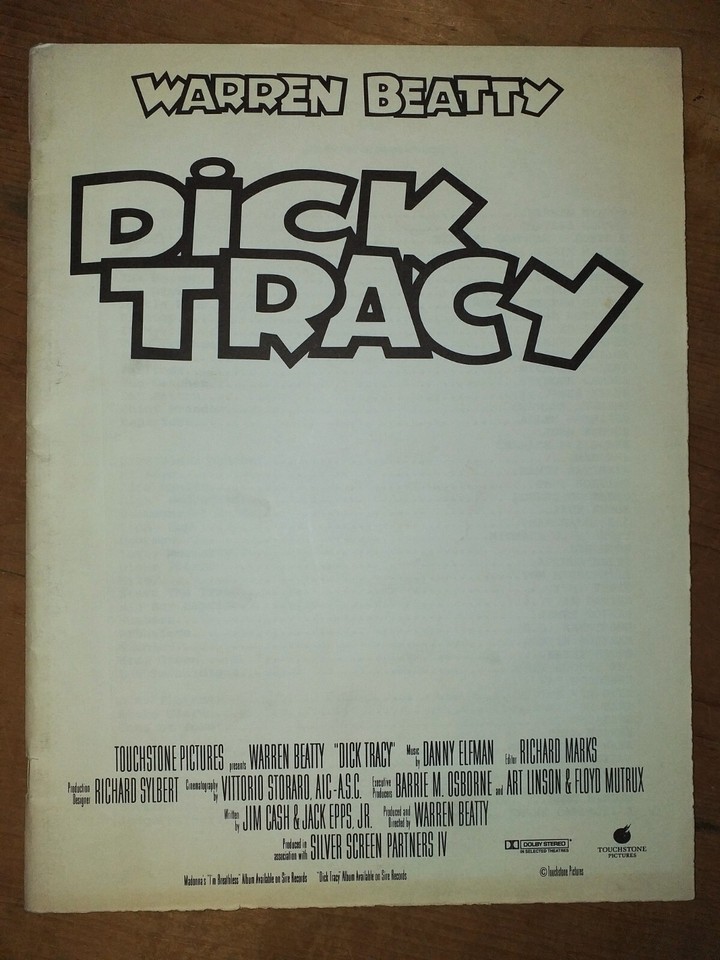 WARREN BEATTY
DiCK
TRACY
TOUCHSTONE PICTURES presents WARREN BEATTY "DICK TRACY" Music by DANNY ELFMAN Editor RICHARD MARKS
Production Designer RICHARD SYLBERT Cinematography by VITTORIO STORARO, AIC-A.S.C. Executive Producers BARRIE M. OSBORNE and ART LINSON & FLOYD MUTRUX
Written by JIM CASH & JACK EPPS, JR. Produced and Directed by WARREN BEATTY
Produced in association with SILVER SCREEN PARTNERS IV
DOLBY STEREO
IN SELECTED THEATRES
TOUCHSTONE
PICTURES
Madonna's "I'm Breathless" Album Available on Sire Records "Dick Tracy" Album Available on Sire Records
© Touchstone Pictures